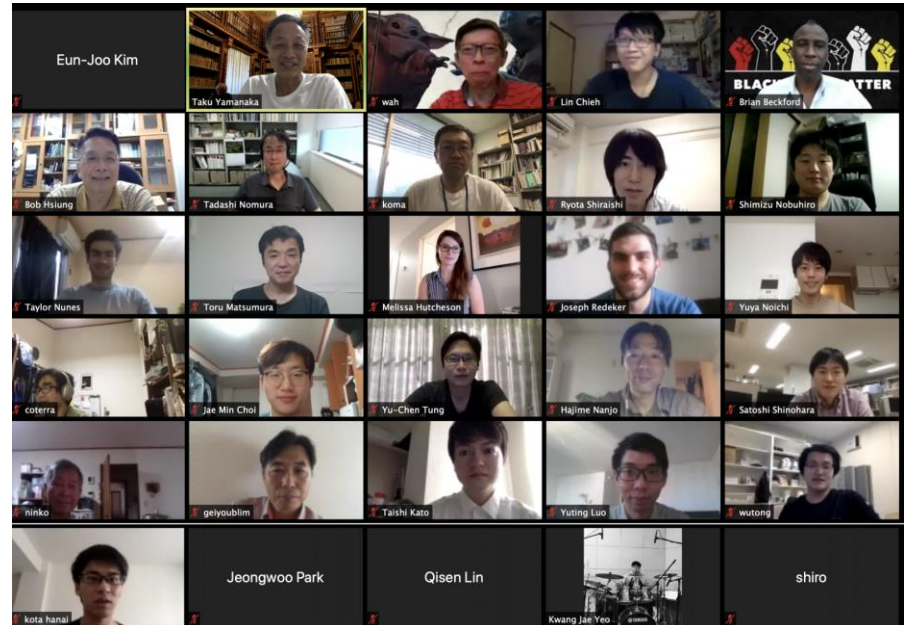 Eun-Joo Kim
Taku Yamanaka
wah
Lin Chieh
BLAC
ATTER
Brian Beckford
Bob Hsiung
Tadashi Nomura
koma
Ryota Shiraishi
Shimizu Nobuhiro
Taylor Nunes
Toru Matsumura
Melissa Hutcheson
Joseph Redeker
Yuya Noichi
coterra
Jae Min Choi
Yu-Chen Tung
Hajime Nanjo
Satoshi Shinohara
ninko
geiyoublim
Taishi Kato
Yuting Luo
wutong
kota hanai
Jeongwoo Park
Qisen Lin
Kwang Jae Yeo
shiro